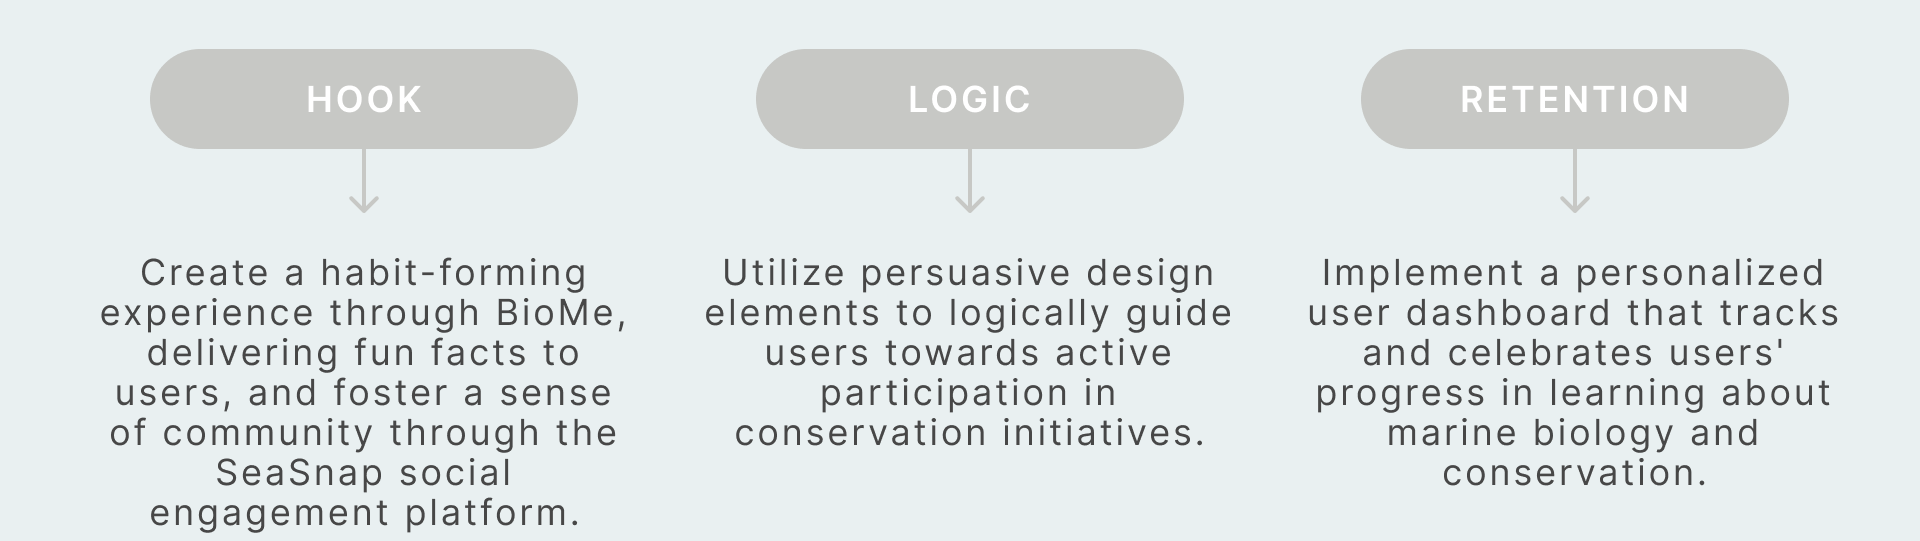 HOOK
Create a habit-forming
experience through BioMe,
delivering fun facts to
users, and foster a sense
of community through the
SeaSnap social
engagement platform.
LOGIC
Utilize persuasive design
elements to logically guide
users towards active
participation in
conservation initiatives.
RETENTION
Implement a personalized
user dashboard that tracks
and celebrates users'
progress in learning about
marine biology and
conservation.